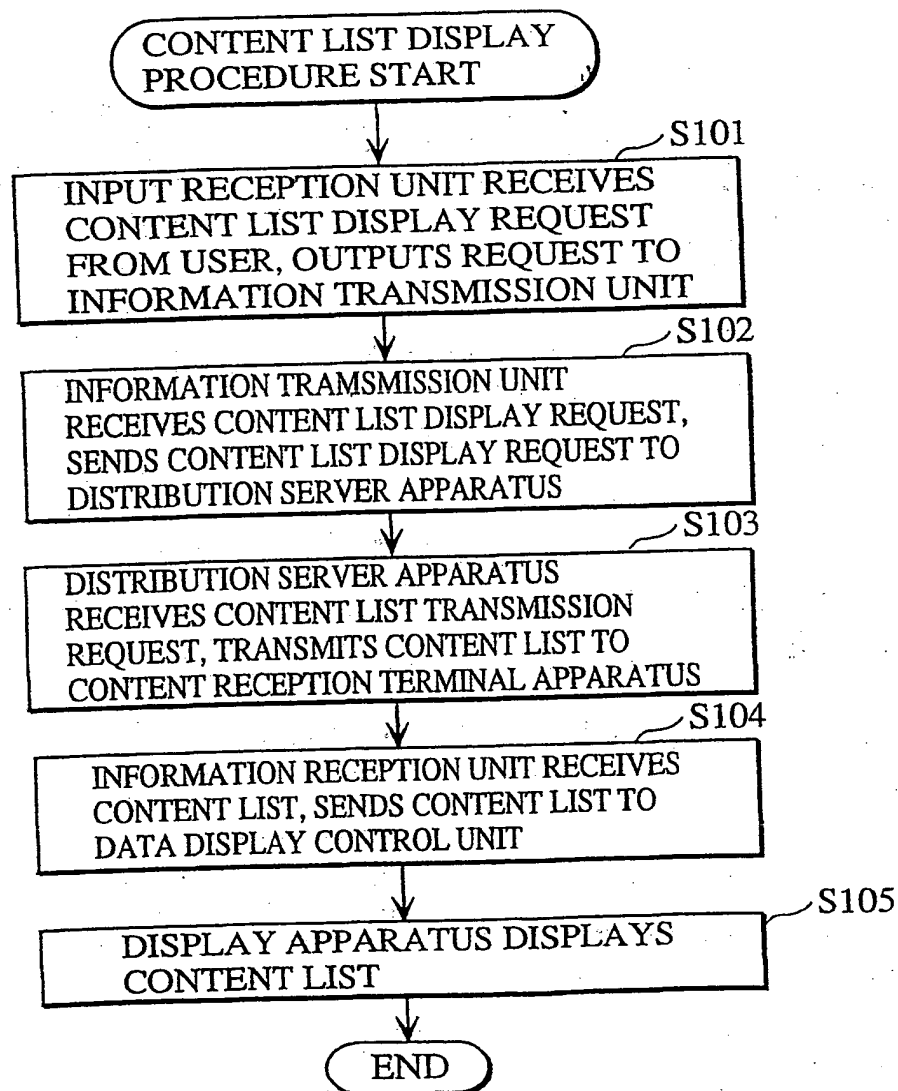 CONTENT LIST DISPLAY
PROCEDURE START
S101
INPUT RECEPTION UNIT RECEIVES
CONTENT LIST DISPLAY REQUEST
FROM USER, OUTPUTS REQUEST TO
INFORMATION TRANSMISSION UNIT
S102
INFORMATION TRAMSMISSION UNIT
RECEIVES CONTENT LIST DISPLAY REQUEST,
SENDS CONTENT LIST DISPLAY REQUEST TO
DISTRIBUTION SERVER APPARATUS
S103
DISTRIBUTION SERVER APPARATUS
RECEIVES CONTENT LIST TRANSMISSION
REQUEST, TRANSMITS CONTENT LIST TO
CONTENT RECEPTION TERMINAL APPARATUS
S104
INFORMATION RECEPTION UNIT RECEIVES
CONTENT LIST, SENDS CONTENT LIST TO
DATA DISPLAY CONTROL UNIT
S105
DISPLAY APPARATUS DISPLAYS
CONTENT LIST
END